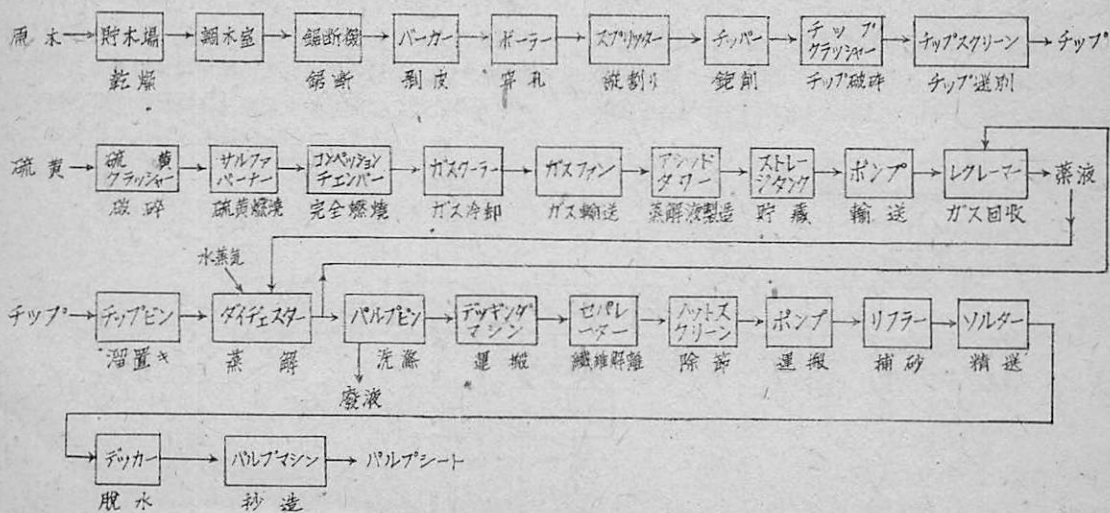 原木 貯木場 調木室 鋸断機 バーカー ボーラー スプリッター チッパー チップクラッシャー チップスクリーン チップ
乾燥 鋸断 剥皮 穿孔 縦割り 鉋削 チップ破砕 チップ送別
硫黄 硫黄クラッシャー サルファバーナー コンベッションチェンバー ガスクーラー ガスファン アシッドタワー ストレージタンク ポンプ レクレーマー 蒸液
破砕 硫黄燃焼 完全燃焼 ガス冷却 ガス輸送 蒸解液製造 貯蔵 輸送 ガス回收
水蒸気
チップ チップビン ダイヂェスター パルプピン デッキングマシン セパレーター ハットスクリーン ポンプ リフラー ソルター
溜置き 蒸解 洗滌 運搬 繊維解離 除節 運搬 捕砂 精送
廃液
デッカー パルプマシン パルプシート
脱水 抄造